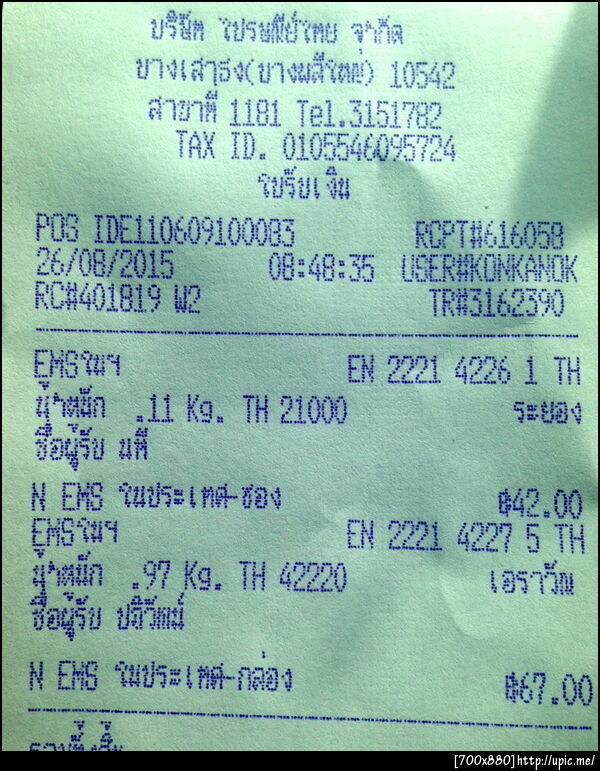 บริษัท ไปรษณีย์ไทย จำกัด
บางเสาธง(บางพลีใหญ่) 10542
สาขาที่ 1181 Tel.3151782
TAX ID. 0105546095724
ใบรับเงิน
POS IDE110609100083 RCPT#616058
26/08/2015 08:48:35 USER#KONKANOK
RC#401819 W2 TR#3162390
EMSในฯ EN 2221 4226 1 TH
น้ำหนัก .11 Kg. TH 21000 ระยอง
ชื่อผู้รับ นที
N EMS ในประเทศ-ซอง ฿42.00
EMSในฯ EN 2221 4227 5 TH
น้ำหนัก .97 Kg. TH 42220 เอราวัณ
ชื่อผู้รับ ปลิวัฒน์
N EMS ในประเทศ-กล่อง ฿67.00
รวมทั้งสิ้น
[700x880]http://upic.me/